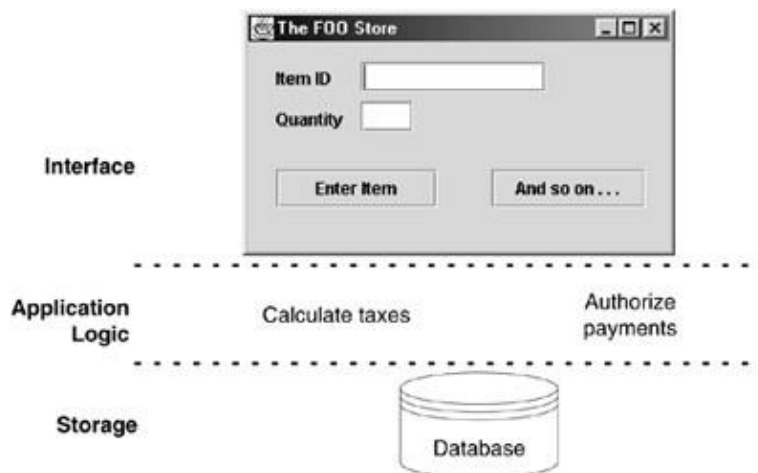 The FOO Store
Item ID
Quantity
Interface
Enter Item
And so on . . .
Application
Logic
Calculate taxes
Authorize
payments
Storage
Database